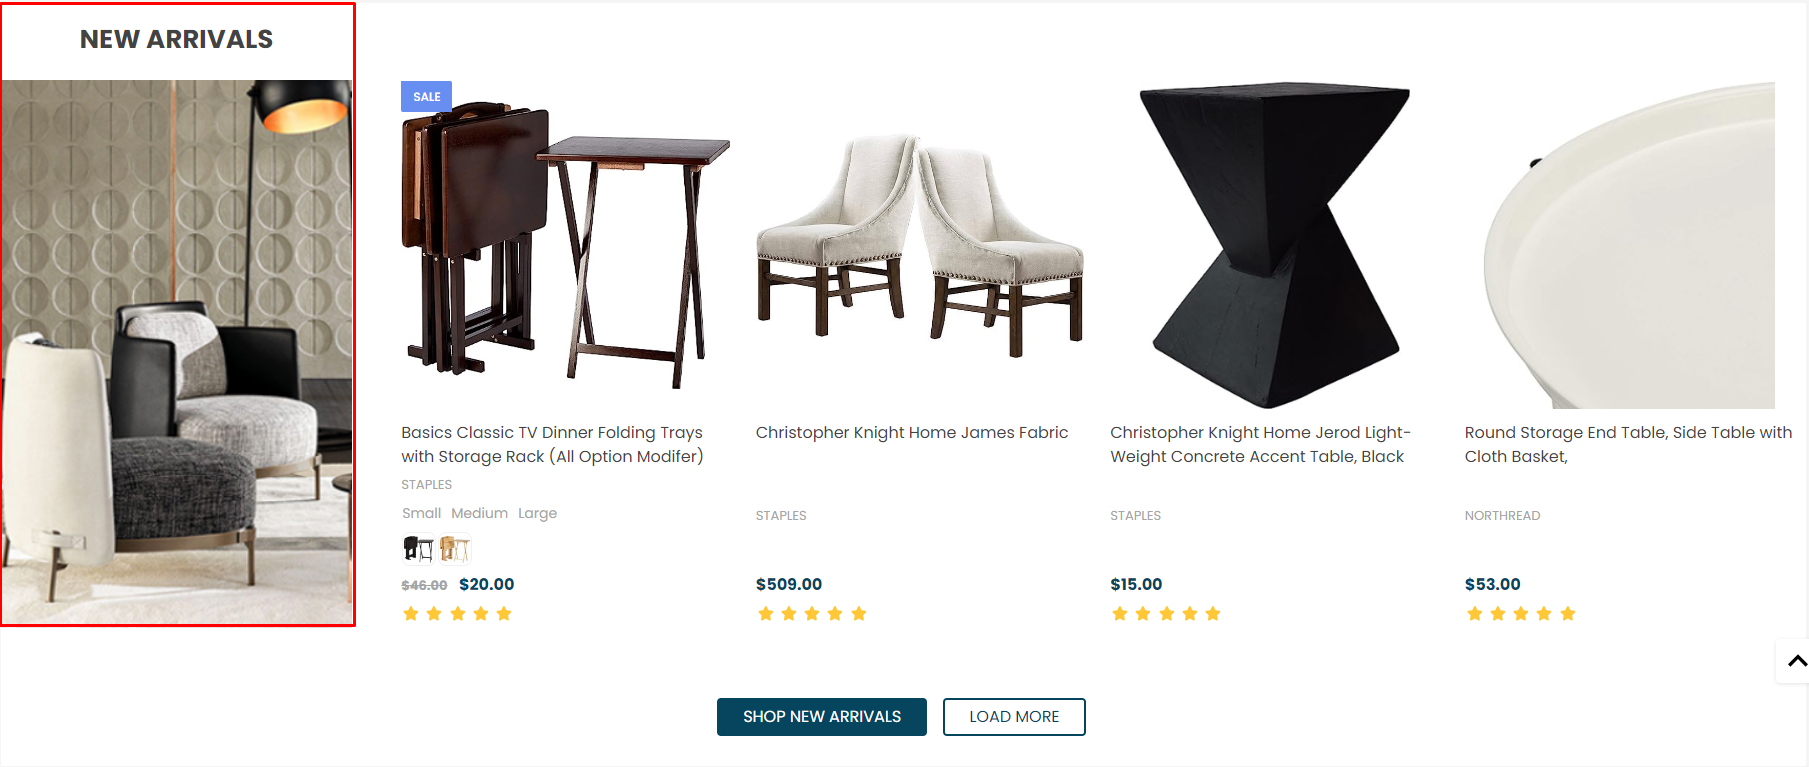 NEW ARRIVALS
SALE
Basics Classic TV Dinner Folding Trays
with Storage Rack (All Option Modifer)
STAPLES
Small Medium Large
$46.00 $20.00
Christopher Knight Home James Fabric
STAPLES
$509.00
Christopher Knight Home Jerod Light-
Weight Concrete Accent Table, Black
STAPLES
$15.00
Round Storage End Table, Side Table with
Cloth Basket,
NORTHREAD
$53.00
SHOP NEW ARRIVALS
LOAD MORE